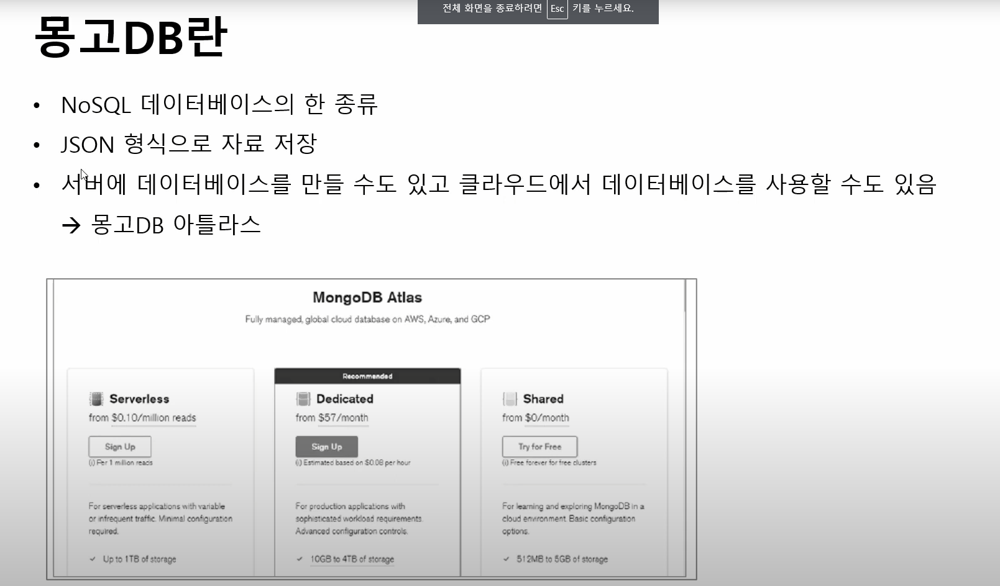 전체 화면을 종료하려면 Esc 키를 누르세요.
몽고DB란
• NoSQL 데이터베이스의 한 종류
• JSON 형식으로 자료 저장
• 서버에 데이터베이스를 만들 수도 있고 클라우드에서 데이터베이스를 사용할 수도 있음
→ 몽고DB 아틀라스
MongoDB Atlas
Fully managed, global cloud database on AWS, Azure, and GCP
Serverless
from $0.10/million reads
Sign Up
(i) Per 1 million reads
For serverless applications with variable
or infrequent traffic. Minimal configuration
required.
✓ Up to 1TB of storage
Recommended
Dedicated
from $57/month
Sign Up
(i) Estimated based on $0.08 per hour
For production applications with
sophisticated workload requirements.
Advanced configuration controls.
✓ 10GB to 4TB of storage
Shared
from $0/month
Try for Free
(i) Free forever for free clusters
For learning and exploring MongoDB in a
cloud environment. Basic configuration
options.
✓ 512MB to 5GB of storage